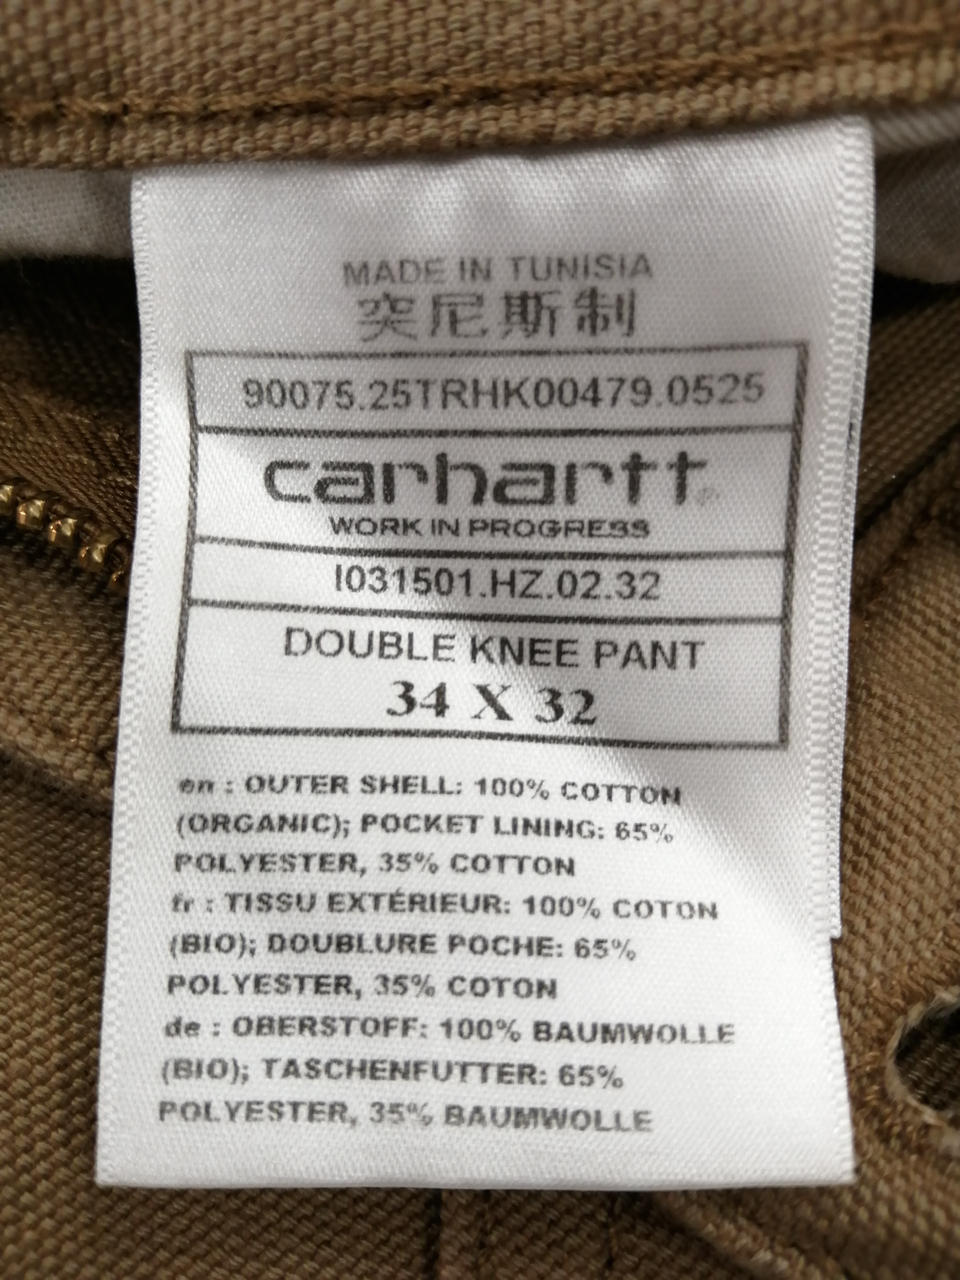 MADE IN TUNISIA
突尼斯制
90075.25TRHK00479.0525
carhartt®
WORK IN PROGRESS
I031501.HZ.02.32
DOUBLE KNEE PANT
34 X 32
en : OUTER SHELL: 100% COTTON
(ORGANIC); POCKET LINING: 65%
POLYESTER, 35% COTTON
fr : TISSU EXTÉRIEUR: 100% COTON
(BIO); DOUBLURE POCHE: 65%
POLYESTER, 35% COTON
de : OBERSTOFF: 100% BAUMWOLLE
(BIO); TASCHENFUTTER: 65%
POLYESTER, 35% BAUMWOLLE